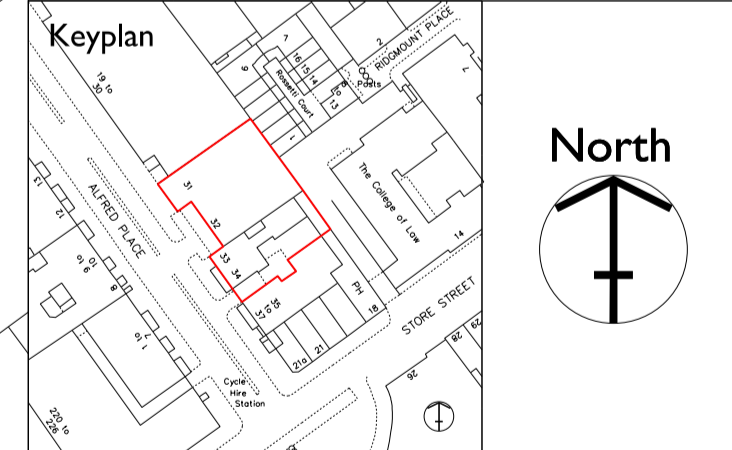 Keyplan
North
RIDGMOUNT PLACE
2
7
7
16
15
14
13
9
Rossetti Court
1
Posts
19 to
30
31
32
33
34
35
to
37
ALFRED PLACE
13
12
10
9 to
8
7
1 to
The College of Law
14
PH
18
21
21a
STORE STREET
29
28
26
Cycle
Hire
Station
220 to
226